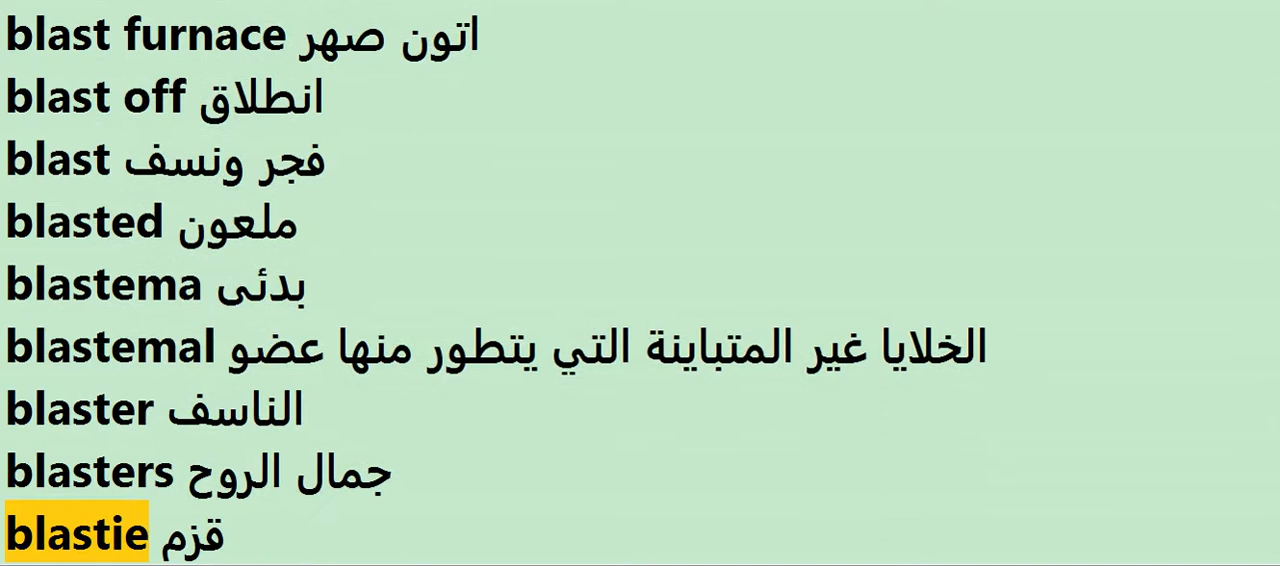 blast furnace اتون صهر
blast off انطلاق
blast فجر ونسف
blasted ملعون
blastema بدئى
blastemal الخلايا غير المتباينة التي يتطور منها عضو
blaster الناسف
blasters جمال الروح
blastie قزم